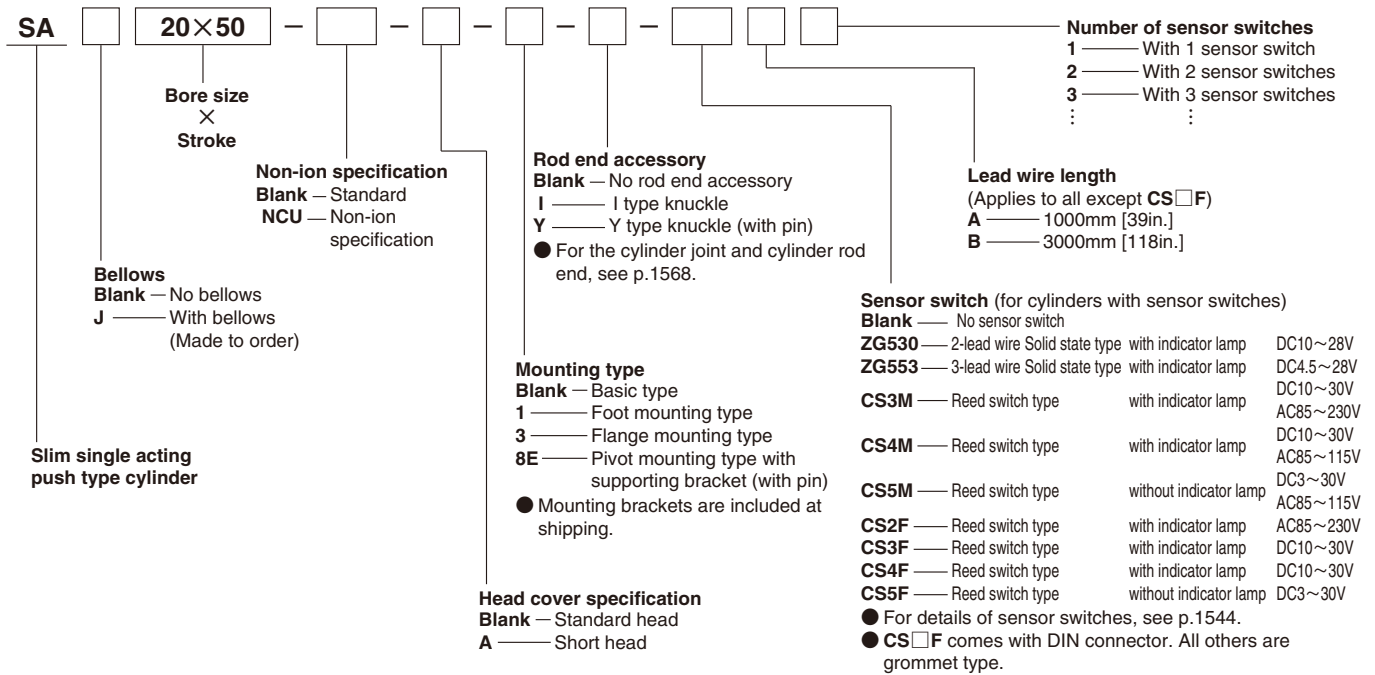 SA □ 20×50 – □ – □ – □ – □ – □ □ □
Number of sensor switches
1 — With 1 sensor switch
2 — With 2 sensor switches
3 — With 3 sensor switches
⋮ ⋮
Bore size
×
Stroke
Non-ion specification
Blank — Standard
NCU — Non-ion
specification
Rod end accessory
Blank — No rod end accessory
I — I type knuckle
Y — Y type knuckle (with pin)
● For the cylinder joint and cylinder rod
end, see p.1568.
Lead wire length
(Applies to all except CS□F)
A — 1000mm [39in.]
B — 3000mm [118in.]
Bellows
Blank — No bellows
J — With bellows
(Made to order)
Sensor switch (for cylinders with sensor switches)
Blank — No sensor switch
ZG530 — 2-lead wire Solid state type with indicator lamp DC10~28V
ZG553 — 3-lead wire Solid state type with indicator lamp DC4.5~28V
CS3M — Reed switch type with indicator lamp DC10~30V
AC85~230V
CS4M — Reed switch type with indicator lamp DC10~30V
AC85~115V
CS5M — Reed switch type without indicator lamp DC3~30V
AC85~115V
CS2F — Reed switch type with indicator lamp AC85~230V
CS3F — Reed switch type with indicator lamp DC10~30V
CS4F — Reed switch type with indicator lamp DC10~30V
CS5F — Reed switch type without indicator lamp DC3~30V
● For details of sensor switches, see p.1544.
● CS□F comes with DIN connector. All others are
grommet type.
Mounting type
Blank — Basic type
1 — Foot mounting type
3 — Flange mounting type
8E — Pivot mounting type with
supporting bracket (with pin)
● Mounting brackets are included at
shipping.
Slim single acting
push type cylinder
Head cover specification
Blank — Standard head
A — Short head